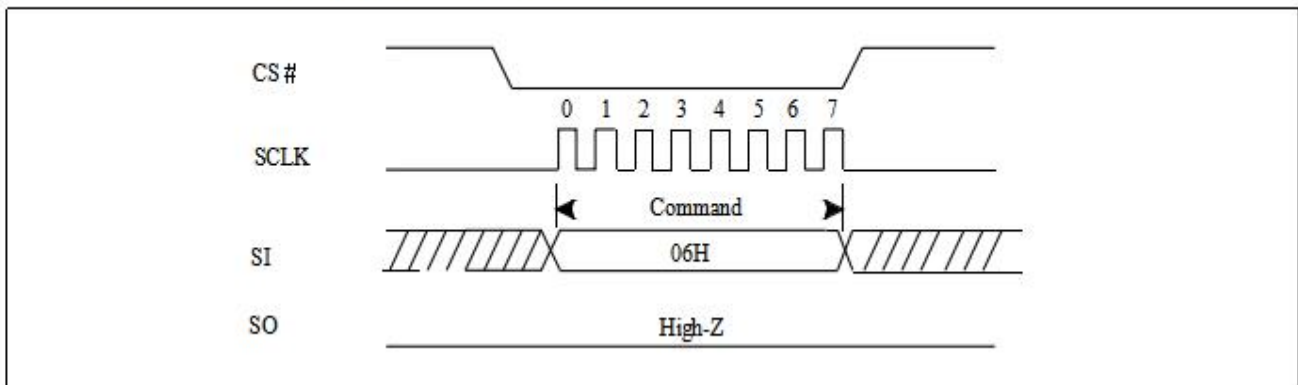 CS#
0 1 2 3 4 5 6 7
SCLK
Command
SI
06H
SO
High-Z